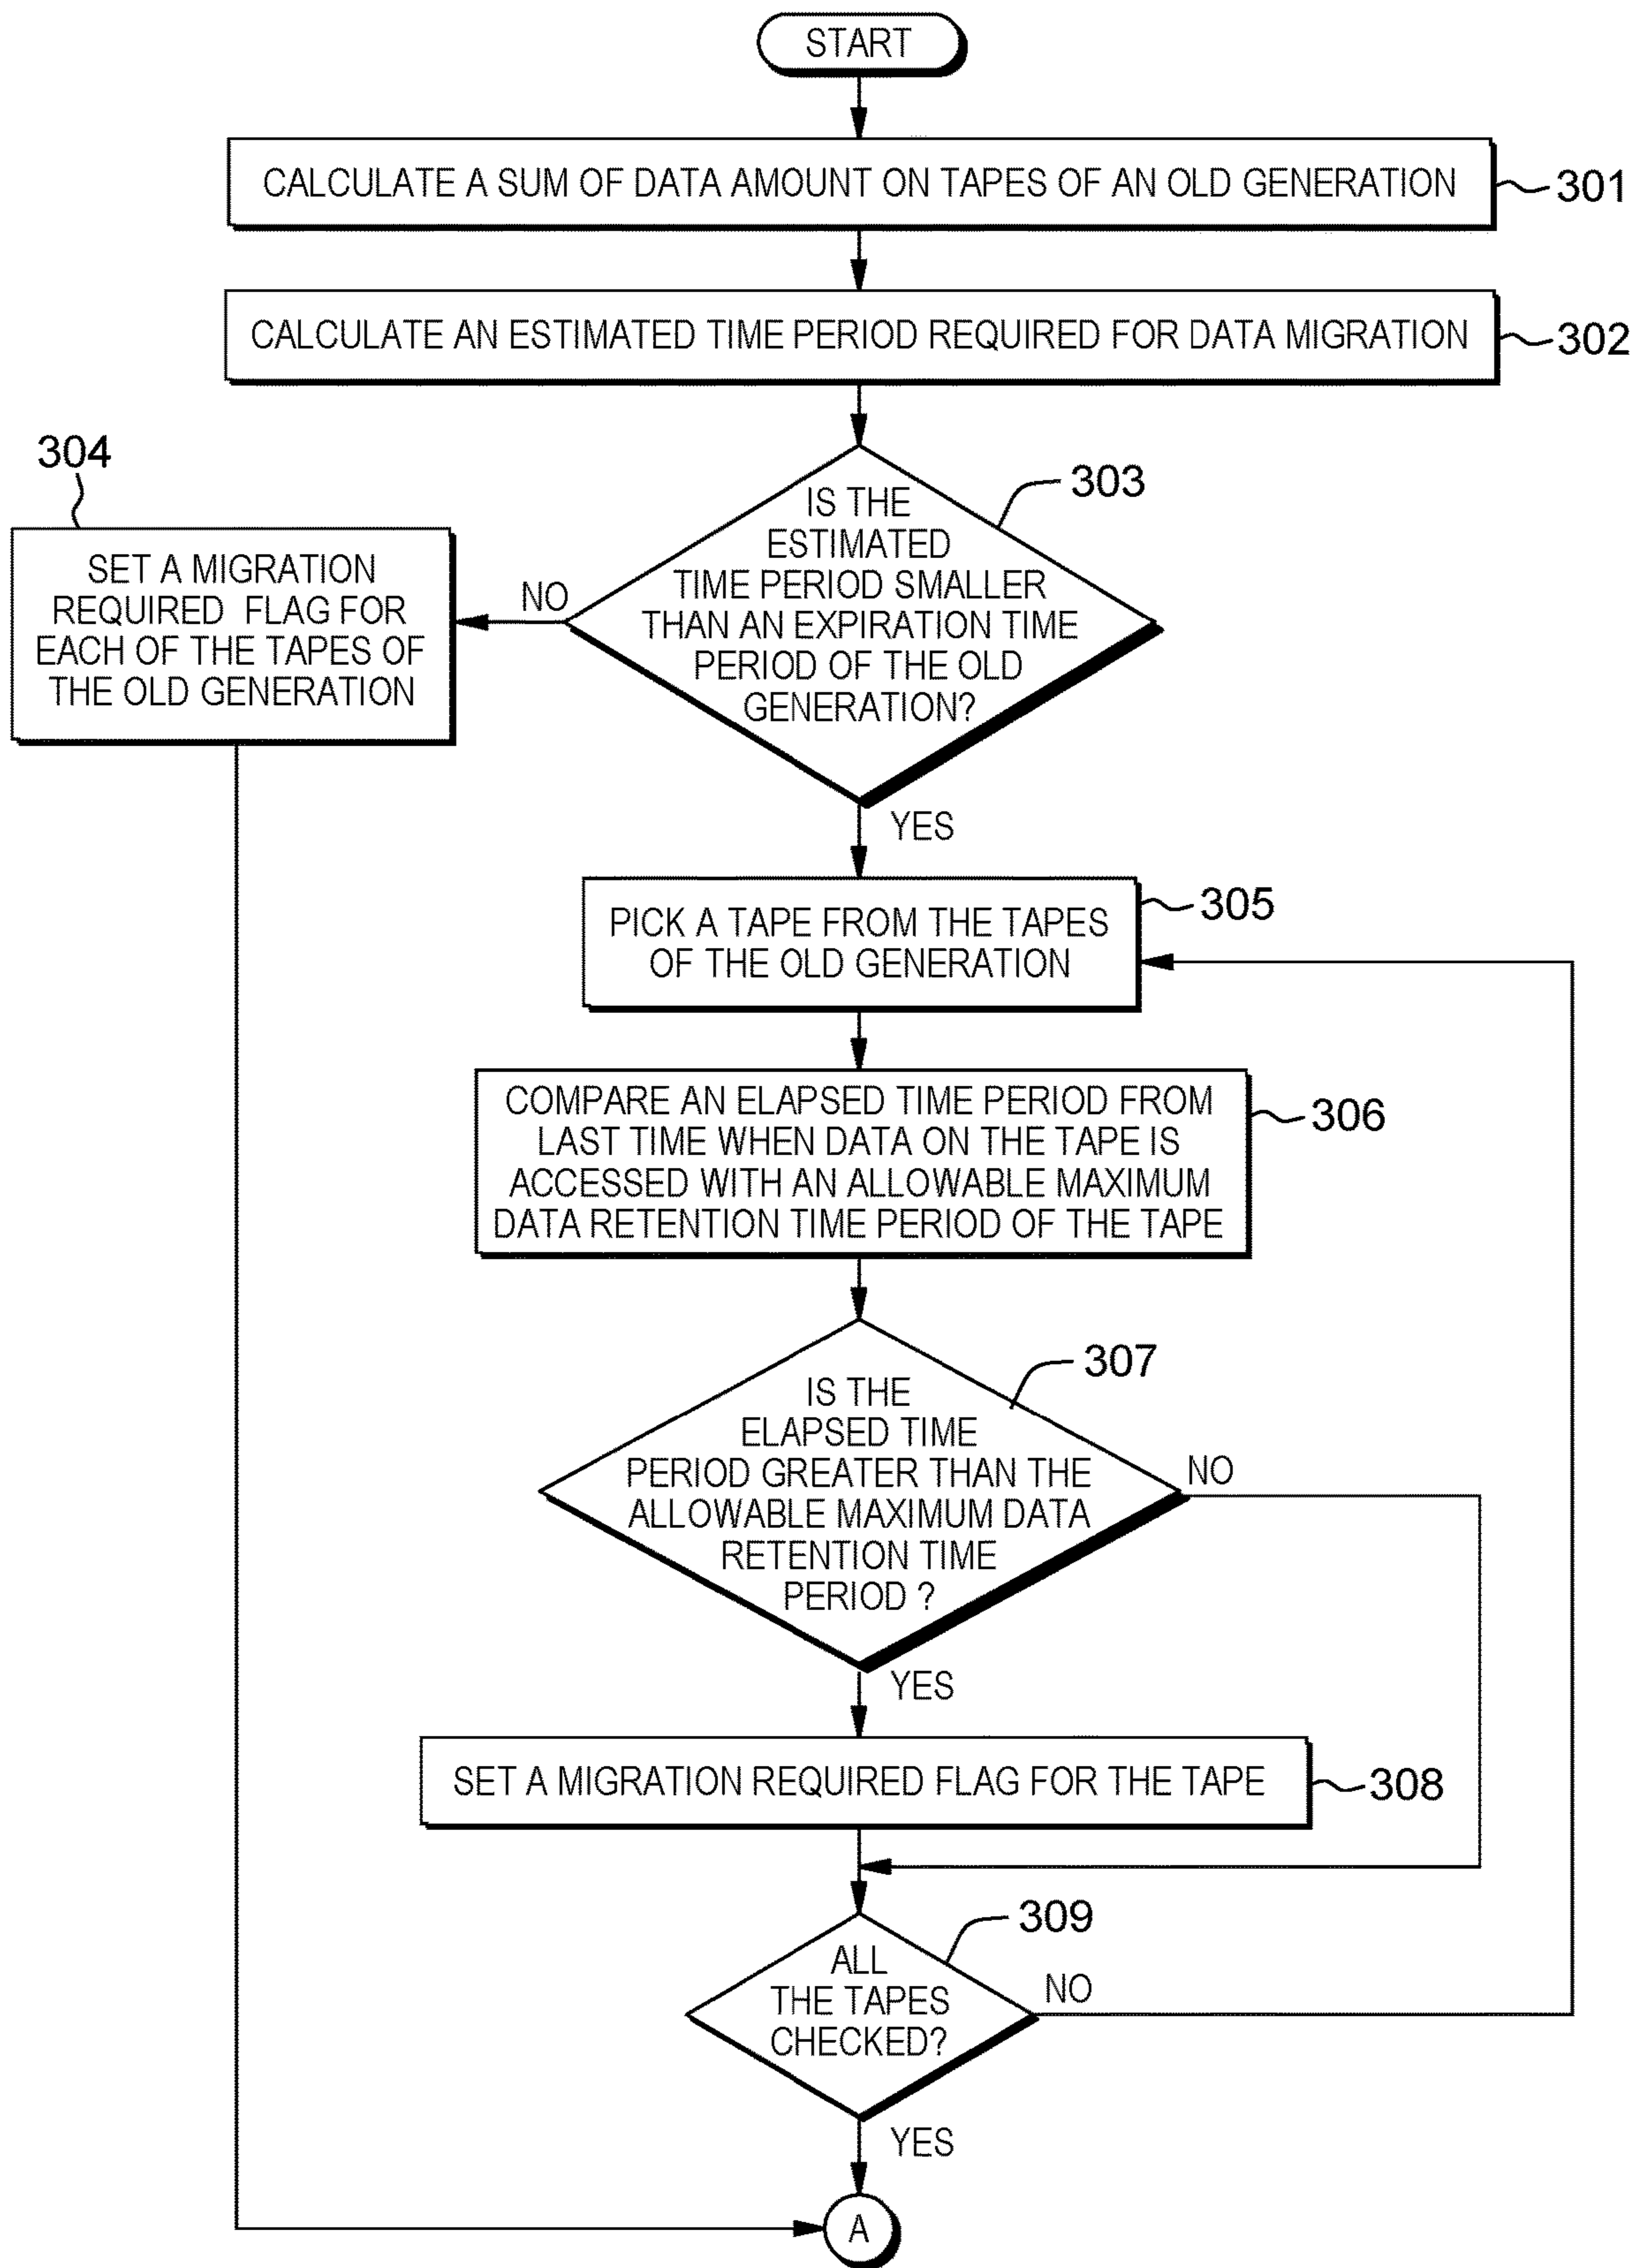 START
CALCULATE A SUM OF DATA AMOUNT ON TAPES OF AN OLD GENERATION
301
CALCULATE AN ESTIMATED TIME PERIOD REQUIRED FOR DATA MIGRATION
302
303
IS THE
ESTIMATED
TIME PERIOD SMALLER
THAN AN EXPIRATION TIME
PERIOD OF THE OLD
GENERATION?
NO
304
SET A MIGRATION
REQUIRED FLAG FOR
EACH OF THE TAPES OF
THE OLD GENERATION
YES
305
PICK A TAPE FROM THE TAPES
OF THE OLD GENERATION
COMPARE AN ELAPSED TIME PERIOD FROM
LAST TIME WHEN DATA ON THE TAPE IS
ACCESSED WITH AN ALLOWABLE MAXIMUM
DATA RETENTION TIME PERIOD OF THE TAPE
306
307
IS THE
ELAPSED TIME
PERIOD GREATER THAN THE
ALLOWABLE MAXIMUM DATA
RETENTION TIME
PERIOD ?
NO
YES
SET A MIGRATION REQUIRED FLAG FOR THE TAPE
308
309
ALL
THE TAPES
CHECKED?
NO
YES
A